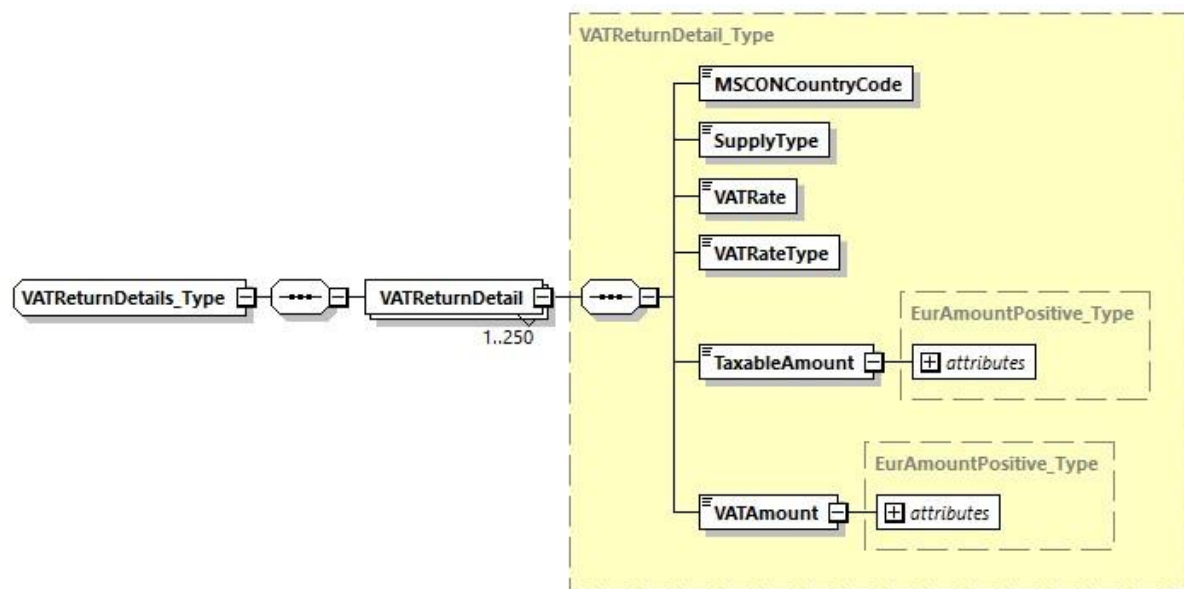 VATReturnDetail_Type
MSCONCountryCode
SupplyType
VATRate
VATRateType
VATReturnDetails_Type
VATReturnDetail
1..250
EurAmountPositive_Type
TaxableAmount
attributes
EurAmountPositive_Type
VATAmount
attributes